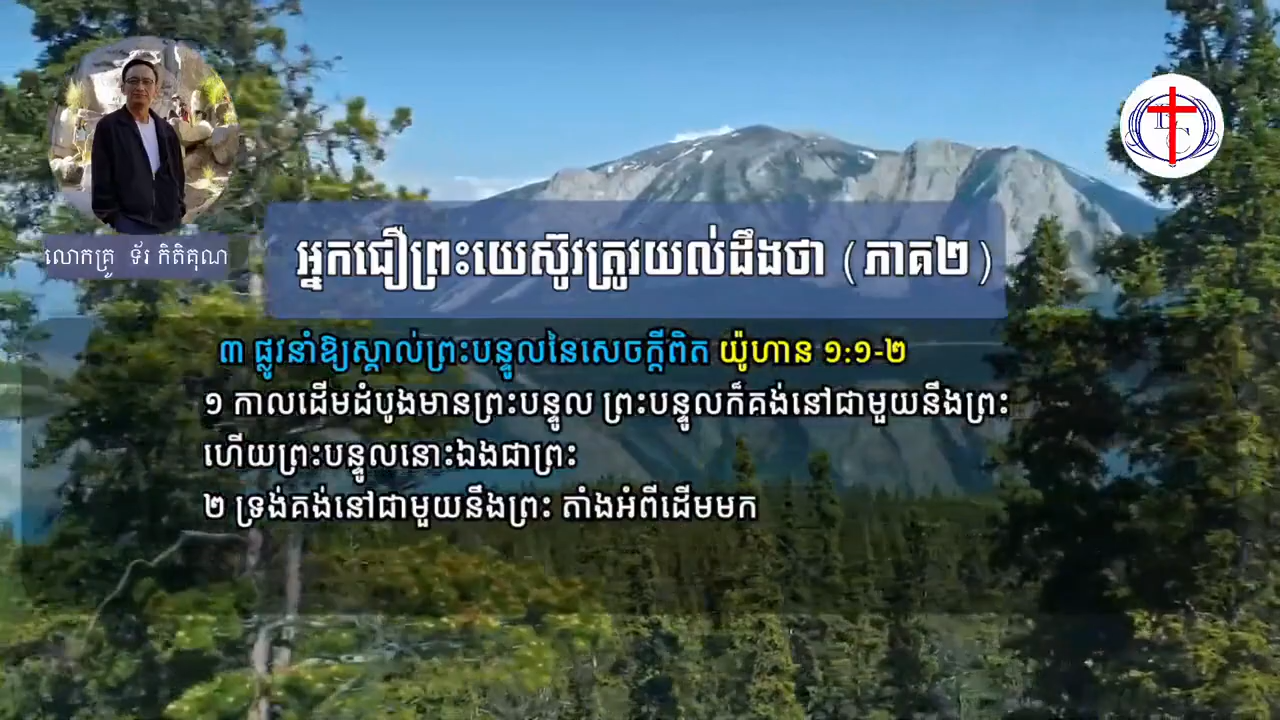 លោកគ្រូ ទ័រ កិតិគុណ
អ្នកជឿព្រះយេស៊ូវត្រូវយល់ដឹងថា (ភាគ២)
៣ ផ្លូវនាំឱ្យស្គាល់ព្រះបន្ទូលនៃសេចក្ដីពិត យ៉ូហាន ១:១-២
១ កាលដើមដំបូងមានព្រះបន្ទូល ព្រះបន្ទូលក៏គង់នៅជាមួយនឹងព្រះ
ហើយព្រះបន្ទូលនោះឯងជាព្រះ
២ ទ្រង់គង់នៅជាមួយនឹងព្រះ តាំងអំពីដើមមក